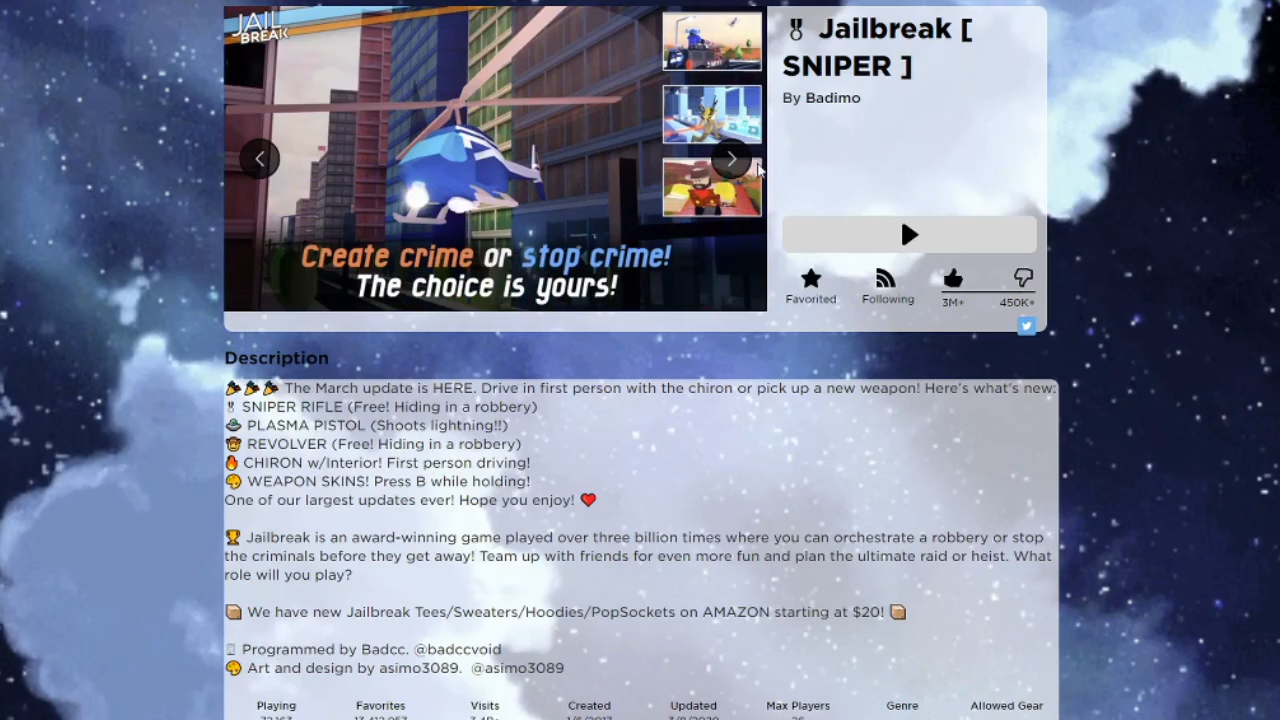 JAIL
BREAK
Create crime or stop crime!
The choice is yours!
🎖 Jailbreak [
SNIPER ]
By Badimo
Favorited
Following
3M+
450K+
Description
🎉🎉🎉 The March update is HERE. Drive in first person with the chiron or pick up a new weapon! Here's what's new:
🎖 SNIPER RIFLE (Free! Hiding in a robbery)
🛸 PLASMA PISTOL (Shoots lightning!!)
🤠 REVOLVER (Free! Hiding in a robbery)
🔥 CHIRON w/Interior! First person driving!
🎨 WEAPON SKINS! Press B while holding!
One of our largest updates ever! Hope you enjoy! ❤️
🏆 Jailbreak is an award-winning game played over three billion times where you can orchestrate a robbery or stop
the criminals before they get away! Team up with friends for even more fun and plan the ultimate raid or heist. What
role will you play?
📦 We have new Jailbreak Tees/Sweaters/Hoodies/PopSockets on AMAZON starting at $20! 📦
Programmed by Badcc. @badccvoid
🎨 Art and design by asimo3089. @asimo3089
Playing Favorites Visits Created Updated Max Players Genre Allowed Gear